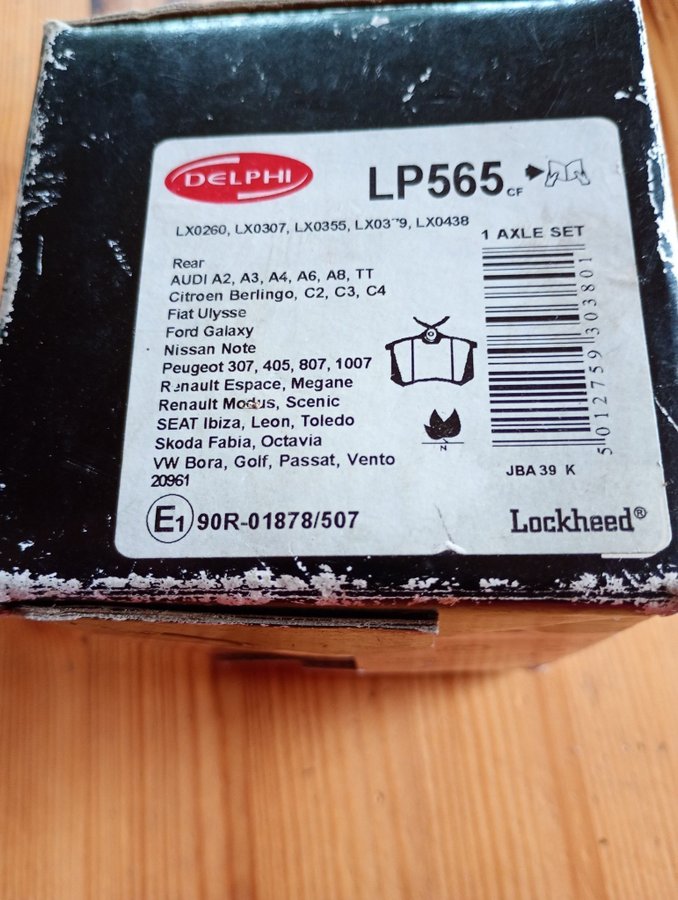 DELPHI
LP565 CF
LX0260, LX0307, LX0355, LX0438
1 AXLE SET
Rear
AUDI A2, A3, A4, A6, A8, TT
Citroen Berlingo, C2, C3, C4
Fiat Ulysse
Ford Galaxy
Nissan Note
Peugeot 307, 405, 807, 1007
Renault Espace, Megane
Renault Modus, Scenic
SEAT Ibiza, Leon, Toledo
Skoda Fabia, Octavia
VW Bora, Golf, Passat, Vento
20961
E1 90R-01878/507
N
5 012759 303801
JBA 39 K
Lockheed®